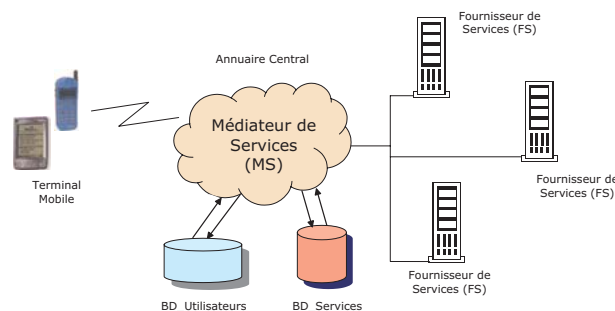 Fournisseur de
Services (FS)
Annuaire Central
Médiateur de
Services
(MS)
Terminal
Mobile
Fournisseur de
Services (FS)
Fournisseur de
Services (FS)
BD Utilisateurs
BD Services